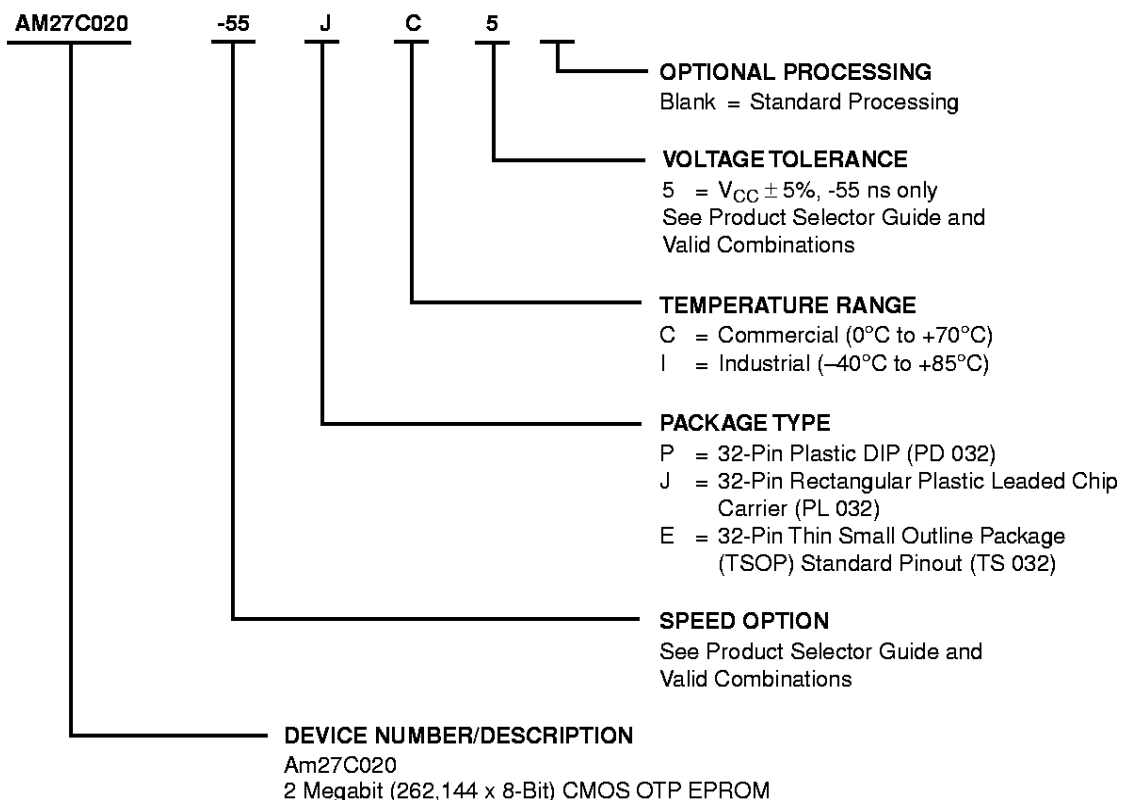 AM27C020 -55 J C 5
OPTIONAL PROCESSING
Blank = Standard Processing
VOLTAGE TOLERANCE
5 = VCC ± 5%, -55 ns only
See Product Selector Guide and
Valid Combinations
TEMPERATURE RANGE
C = Commercial (0°C to +70°C)
I = Industrial (–40°C to +85°C)
PACKAGE TYPE
P = 32-Pin Plastic DIP (PD 032)
J = 32-Pin Rectangular Plastic Leaded Chip
Carrier (PL 032)
E = 32-Pin Thin Small Outline Package
(TSOP) Standard Pinout (TS 032)
SPEED OPTION
See Product Selector Guide and
Valid Combinations
DEVICE NUMBER/DESCRIPTION
Am27C020
2 Megabit (262,144 x 8-Bit) CMOS OTP EPROM